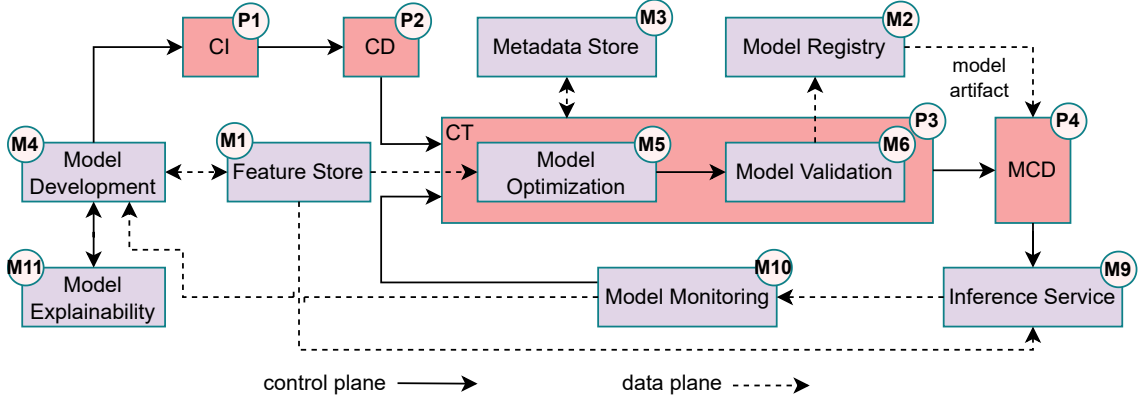 P1
CI
P2
CD
M3
Metadata Store
M2
Model Registry
model
artifact
M4
Model
Development
M1
Feature Store
CT
P3
M5
Model
Optimization
M6
Model Validation
P4
MCD
M11
Model
Explainability
M10
Model Monitoring
M9
Inference Service
control plane
data plane